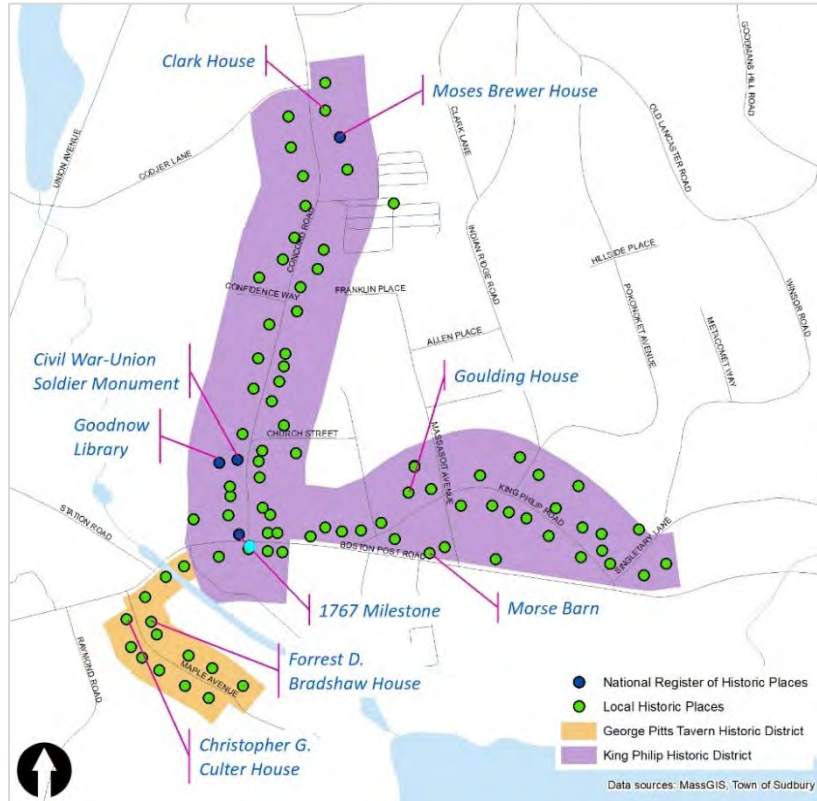 Clark House
Moses Brewer House
GOODMANS HILL ROAD
UNION AVENUE
CODJER LANE
CLARK LANE
OLD LANCASTER ROAD
CONCORD ROAD
INDIAN RIDGE ROAD
HILLSIDE PLACE
CONFIDENCE WAY
FRANKLIN PLACE
POKONOKET AVENUE
WINSOR ROAD
METACOMET WAY
ALLEN PLACE
Civil War-Union
Soldier Monument
Goulding House
Goodnow
Library
CHURCH STREET
MASSASOIT AVENUE
KING PHILIP ROAD
STATION ROAD
BOSTON POST ROAD
SINGLETARY LANE
1767 Milestone
Morse Barn
RAYMOND ROAD
MAPLE AVENUE
Forrest D.
Bradshaw House
Christopher G.
Culter House
National Register of Historic Places
Local Historic Places
George Pitts Tavern Historic District
King Philip Historic District
Data sources: MassGIS, Town of Sudbury